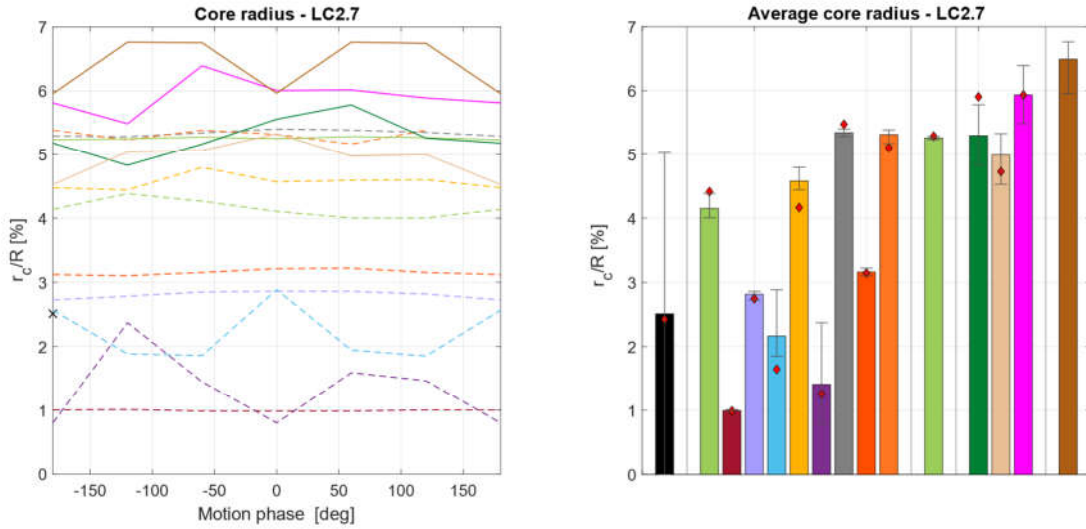 Core radius - LC2.7
7
6
5
4
3
2
1
0
r_c/R [%]
-150 -100 -50 0 50 100 150
Motion phase [deg]
Average core radius - LC2.7
7
6
5
4
3
2
1
0
r_c/R [%]